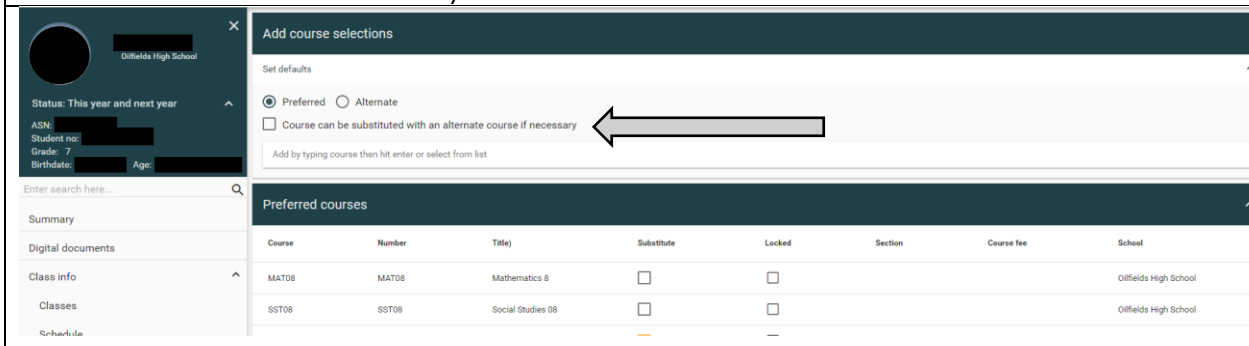 Oilfields High School
Status: This year and next year
ASN:
Student no:
Grade: 7
Birthdate: Age:
Enter search here...
Summary
Digital documents
Class info
Classes
Schedule
Add course selections
Set defaults
Preferred Alternate
Course can be substituted with an alternate course if necessary
Add by typing course then hit enter or select from list
Preferred courses
Course Number Title) Substitute Locked Section Course fee School
MAT08 MAT08 Mathematics 8 Oilfields High School
SST08 SST08 Social Studies 08 Oilfields High School